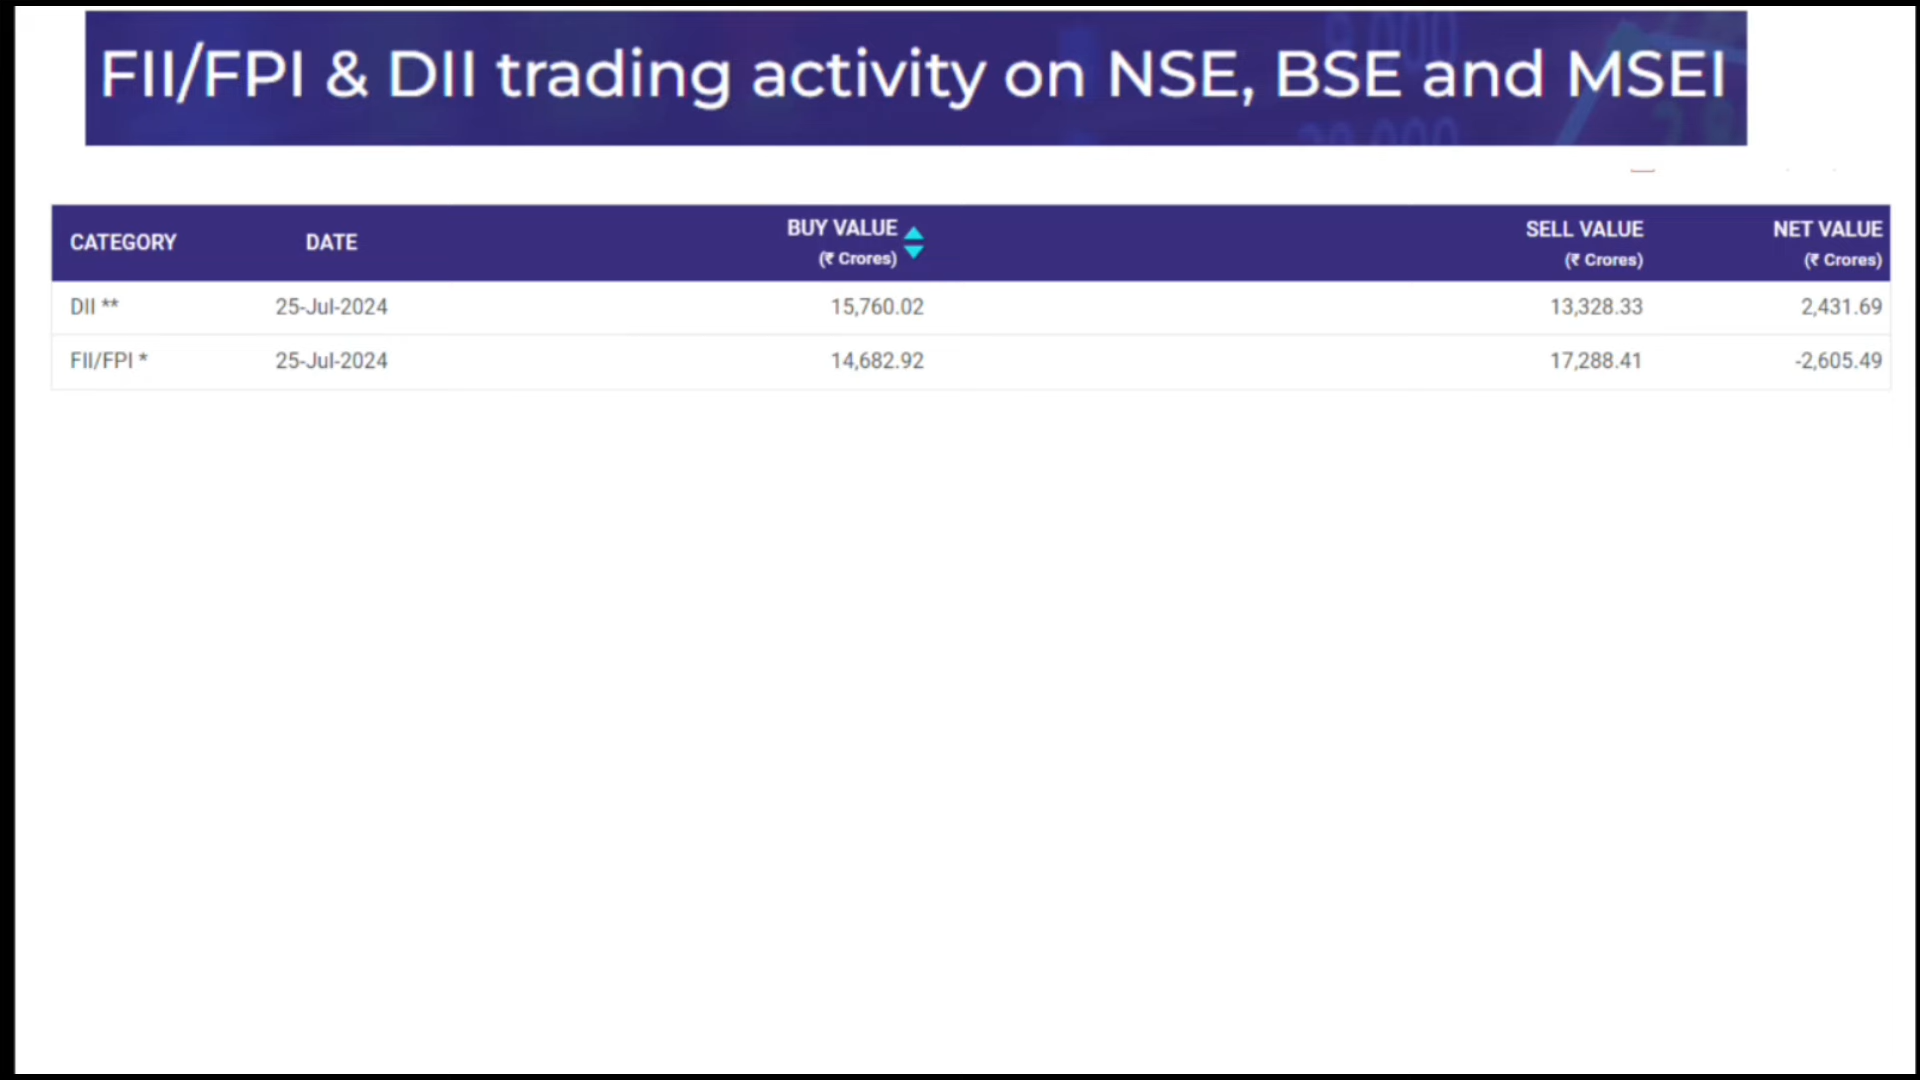 FII/FPI & DII trading activity on NSE, BSE and MSEI
CATEGORY DATE BUY VALUE (₹ Crores) SELL VALUE (₹ Crores) NET VALUE (₹ Crores)
DII ** 25-Jul-2024 15,760.02 13,328.33 2,431.69
FII/FPI * 25-Jul-2024 14,682.92 17,288.41 -2,605.49